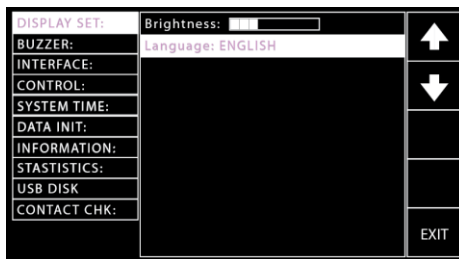 DISPLAY SET:
BUZZER:
INTERFACE:
CONTROL:
SYSTEM TIME:
DATA INIT:
INFORMATION:
STASTISTICS:
USB DISK
CONTACT CHK:
Brightness:
Language: ENGLISH
EXIT